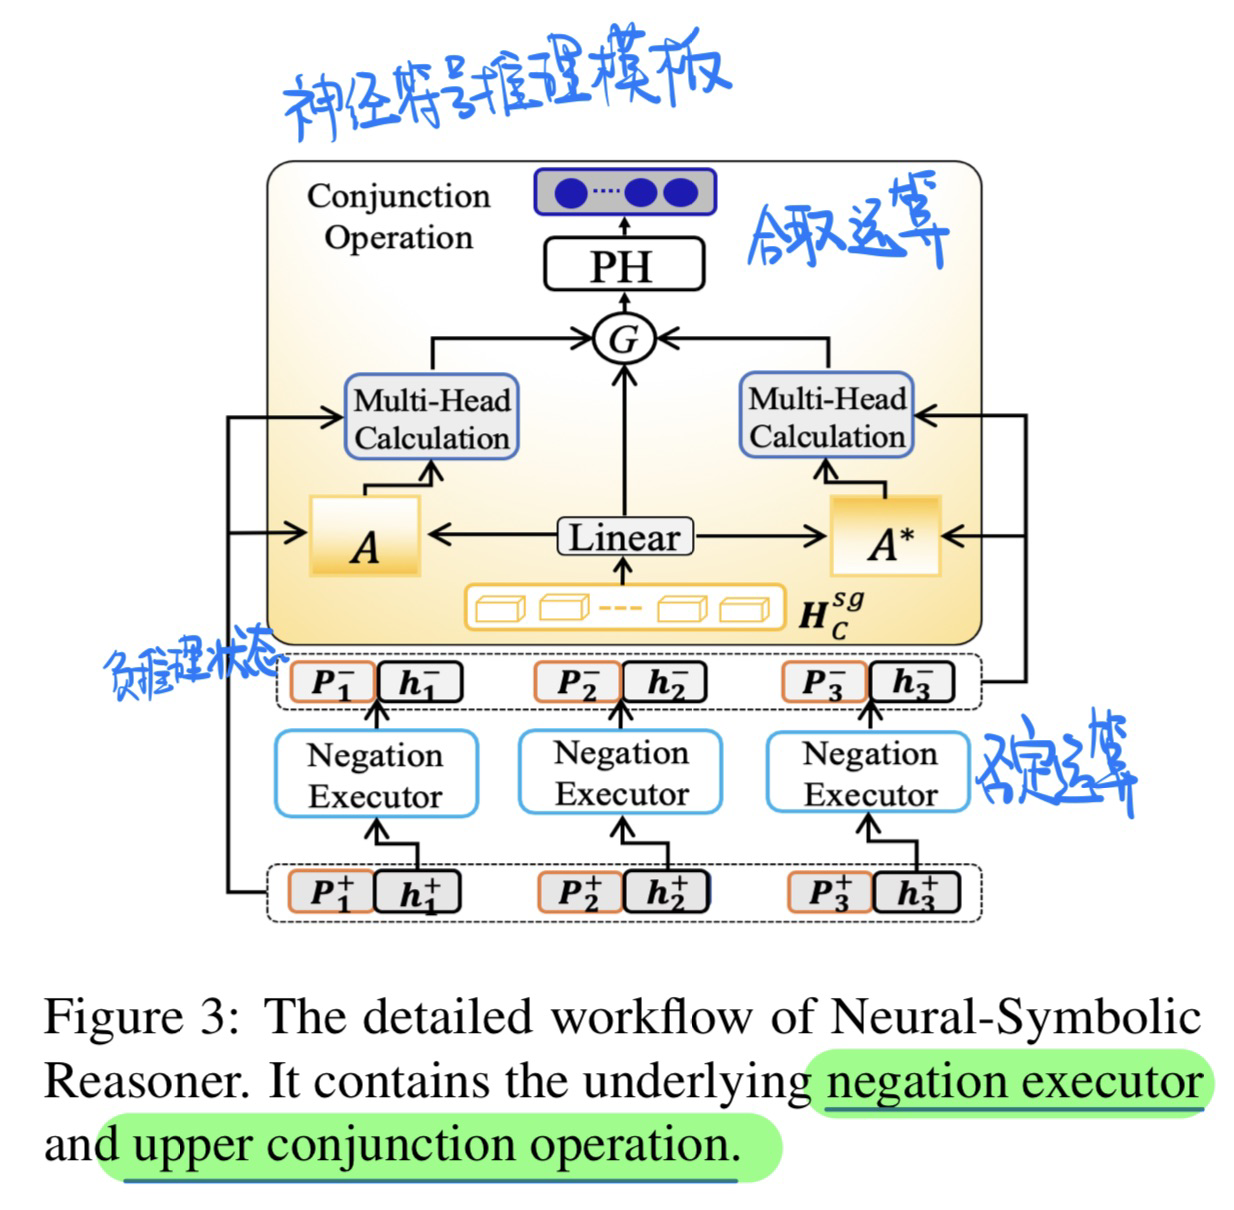 神经符号推理模板
Conjunction
Operation
合取运算
PH
G
Multi-Head
Calculation
Multi-Head
Calculation
A
Linear
A*
H_C^{sg}
负推理状态
P_1^- h_1^- P_2^- h_2^- P_3^- h_3^-
Negation
Executor
Negation
Executor
Negation
Executor
否定运算
P_1^+ h_1^+ P_2^+ h_2^+ P_3^+ h_3^+
Figure 3: The detailed workflow of Neural-Symbolic
Reasoner. It contains the underlying negation executor
and upper conjunction operation.